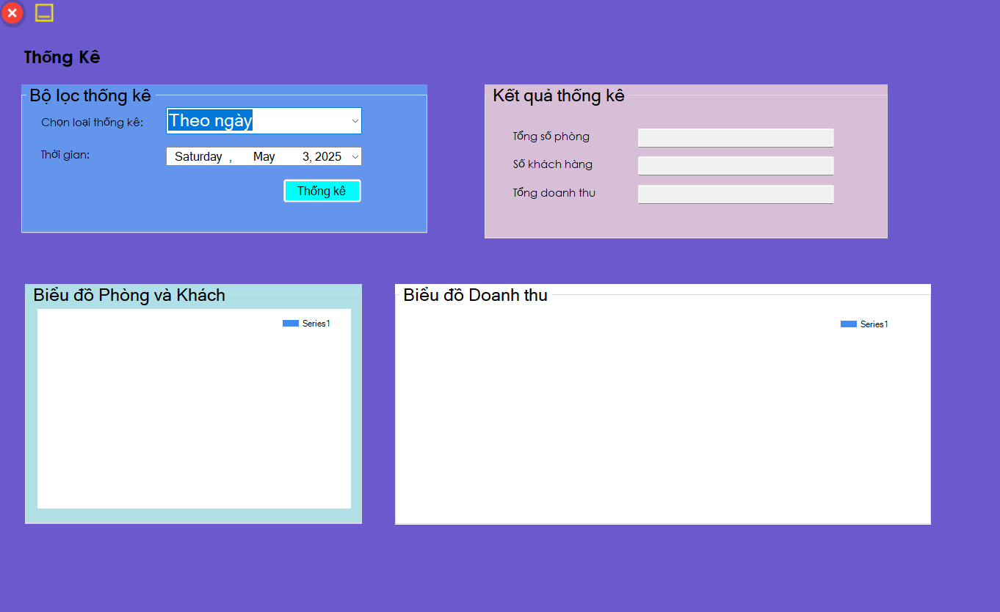 Thống Kê
Bộ lọc thống kê
Chọn loại thống kê:
Theo ngày
Thời gian:
Saturday , May 3, 2025
Thống kê
Kết quả thống kê
Tổng số phòng
Số khách hàng
Tổng doanh thu
Biểu đồ Phòng và Khách
Series1
Biểu đồ Doanh thu
Series1